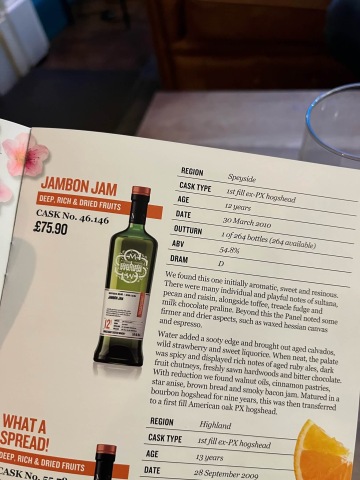 JAMBON JAM
DEEP, RICH & DRIED FRUITS
CASK No. 46.146
£75.90
REGION Speyside
CASK TYPE 1st fill ex-PX hogshead
AGE 12 years
DATE 30 March 2010
OUTTURN 1 of 264 bottles (264 available)
ABV 54.8%
DRAM D
We found this one initially aromatic, sweet and resinous.
There were many individual and playful notes of sultana,
pecan and raisin, alongside toffee, treacle fudge and
milk chocolate praline. Beyond this the Panel noted some
firmer and drier aspects, such as waxed hessian canvas
and espresso.
Water added a sooty edge and brought out aged calvados,
wild strawberry and sweet liquorice. When neat, the palate
was spicy and displayed rich notes of aged ruby ales, dark
fruit chutneys, freshly sawn hardwoods and bitter chocolate.
With reduction we found walnut oils, cinnamon pastries,
star anise, brown bread and smoky bacon jam. Matured in a
bourbon hogshead for nine years, this was then transferred
to a first fill American oak PX hogshead.
JAMBON JAM
12
WHAT A
SPREAD!
DEEP, RICH & DRIED FRUITS
CASK No.
REGION Highland
CASK TYPE 1st fill ex-PX hogshead
AGE 13 years
DATE 28 September 2009